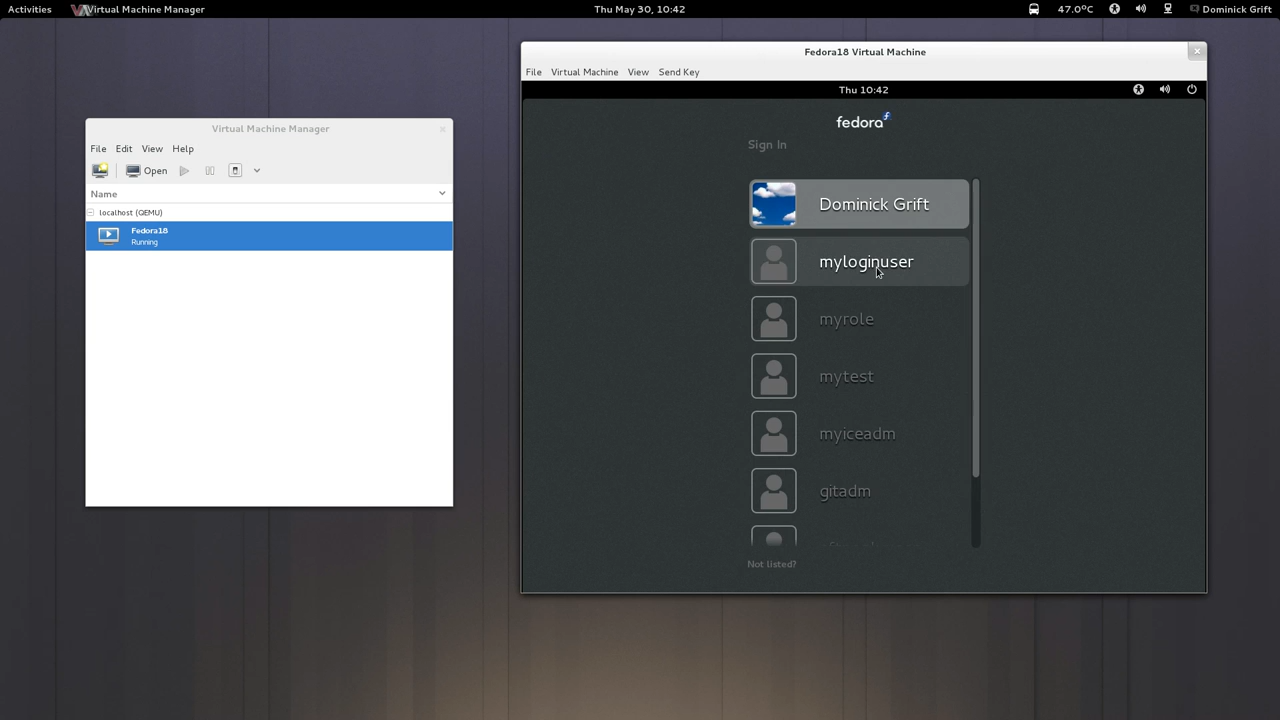 Activities
Virtual Machine Manager
Thu May 30, 10:42
47.0°C
Dominick Grift
Virtual Machine Manager
File Edit View Help
Open
Name
localhost (QEMU)
Fedora18
Running
Fedora18 Virtual Machine
File Virtual Machine View Send Key
Thu 10:42
fedora
Sign In
Dominick Grift
myloginuser
myrole
mytest
myiceadm
gitadm
Not listed?